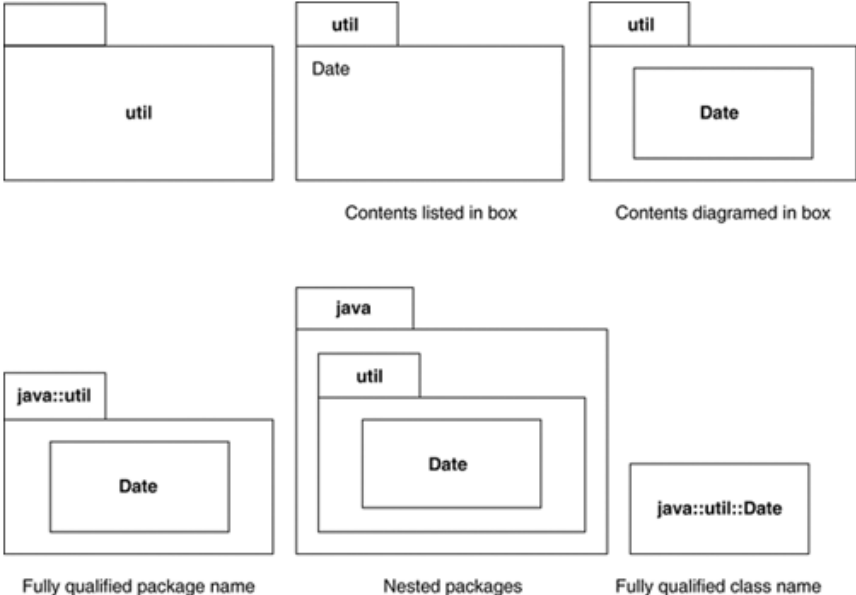 util
util
Date
Contents listed in box
util
Date
Contents diagramed in box
java::util
Date
Fully qualified package name
java
util
Date
Nested packages
java::util::Date
Fully qualified class name